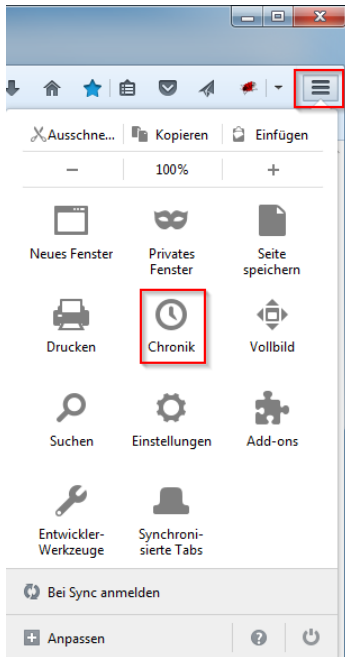 Ausschne... Kopieren Einfügen
− 100% +
Neues Fenster Privates Seite
Fenster speichern
Drucken Chronik Vollbild
Suchen Einstellungen Add-ons
Entwickler- Synchroni-
Werkzeuge sierte Tabs
Bei Sync anmelden
Anpassen